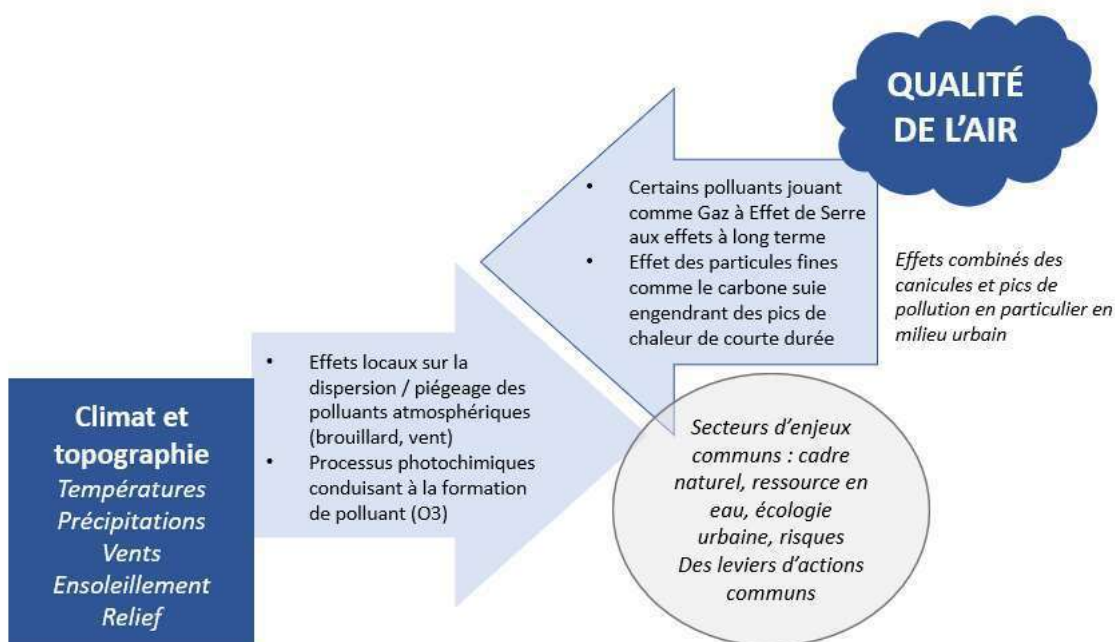 QUALITÉ
DE L'AIR
• Certains polluants jouant
comme Gaz à Effet de Serre
aux effets à long terme
• Effet des particules fines
comme le carbone suie
engendrant des pics de
chaleur de courte durée
Effets combinés des
canicules et pics de
pollution en particulier en
milieu urbain
• Effets locaux sur la
dispersion / piégeage des
polluants atmosphériques
(brouillard, vent)
• Processus photochimiques
conduisant à la formation
de polluant (O3)
Climat et
topographie
Températures
Précipitations
Vents
Ensoleillement
Relief
Secteurs d'enjeux
communs : cadre
naturel, ressource en
eau, écologie
urbaine, risques
Des leviers d'actions
communs